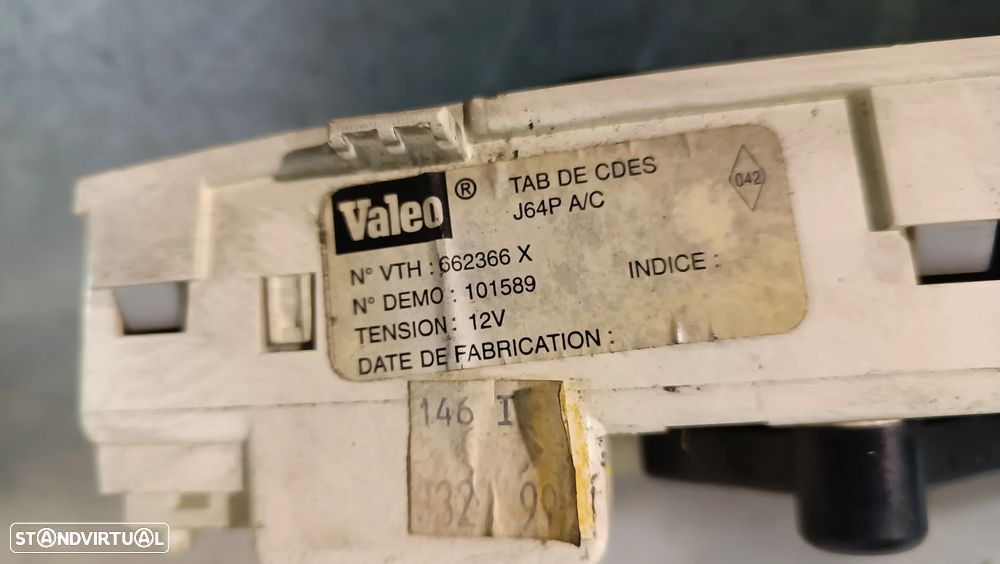 Valeo ®
TAB DE CDES
J64P A/C
042
N° VTH : 662366 X
N° DEMO : 101589
INDICE :
TENSION : 12V
DATE DE FABRICATION :
146 I
STANDVIRTUAL